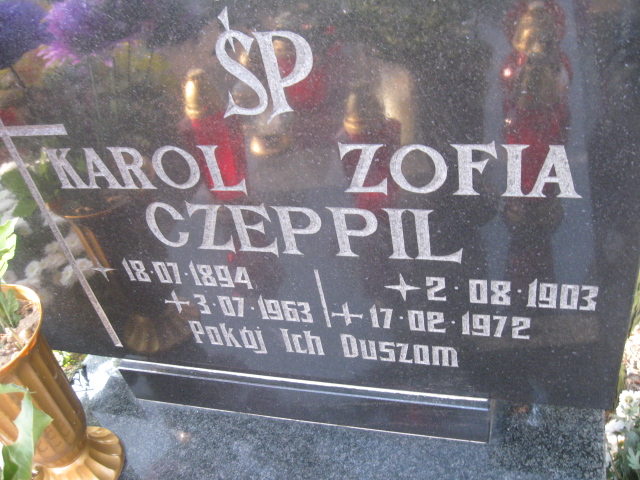 ŚP
KAROL ZOFIA
CZEPPIL
18·07·1894 2·08·1903
3·07·1963 17·02·1972
Pokój Ich Duszom